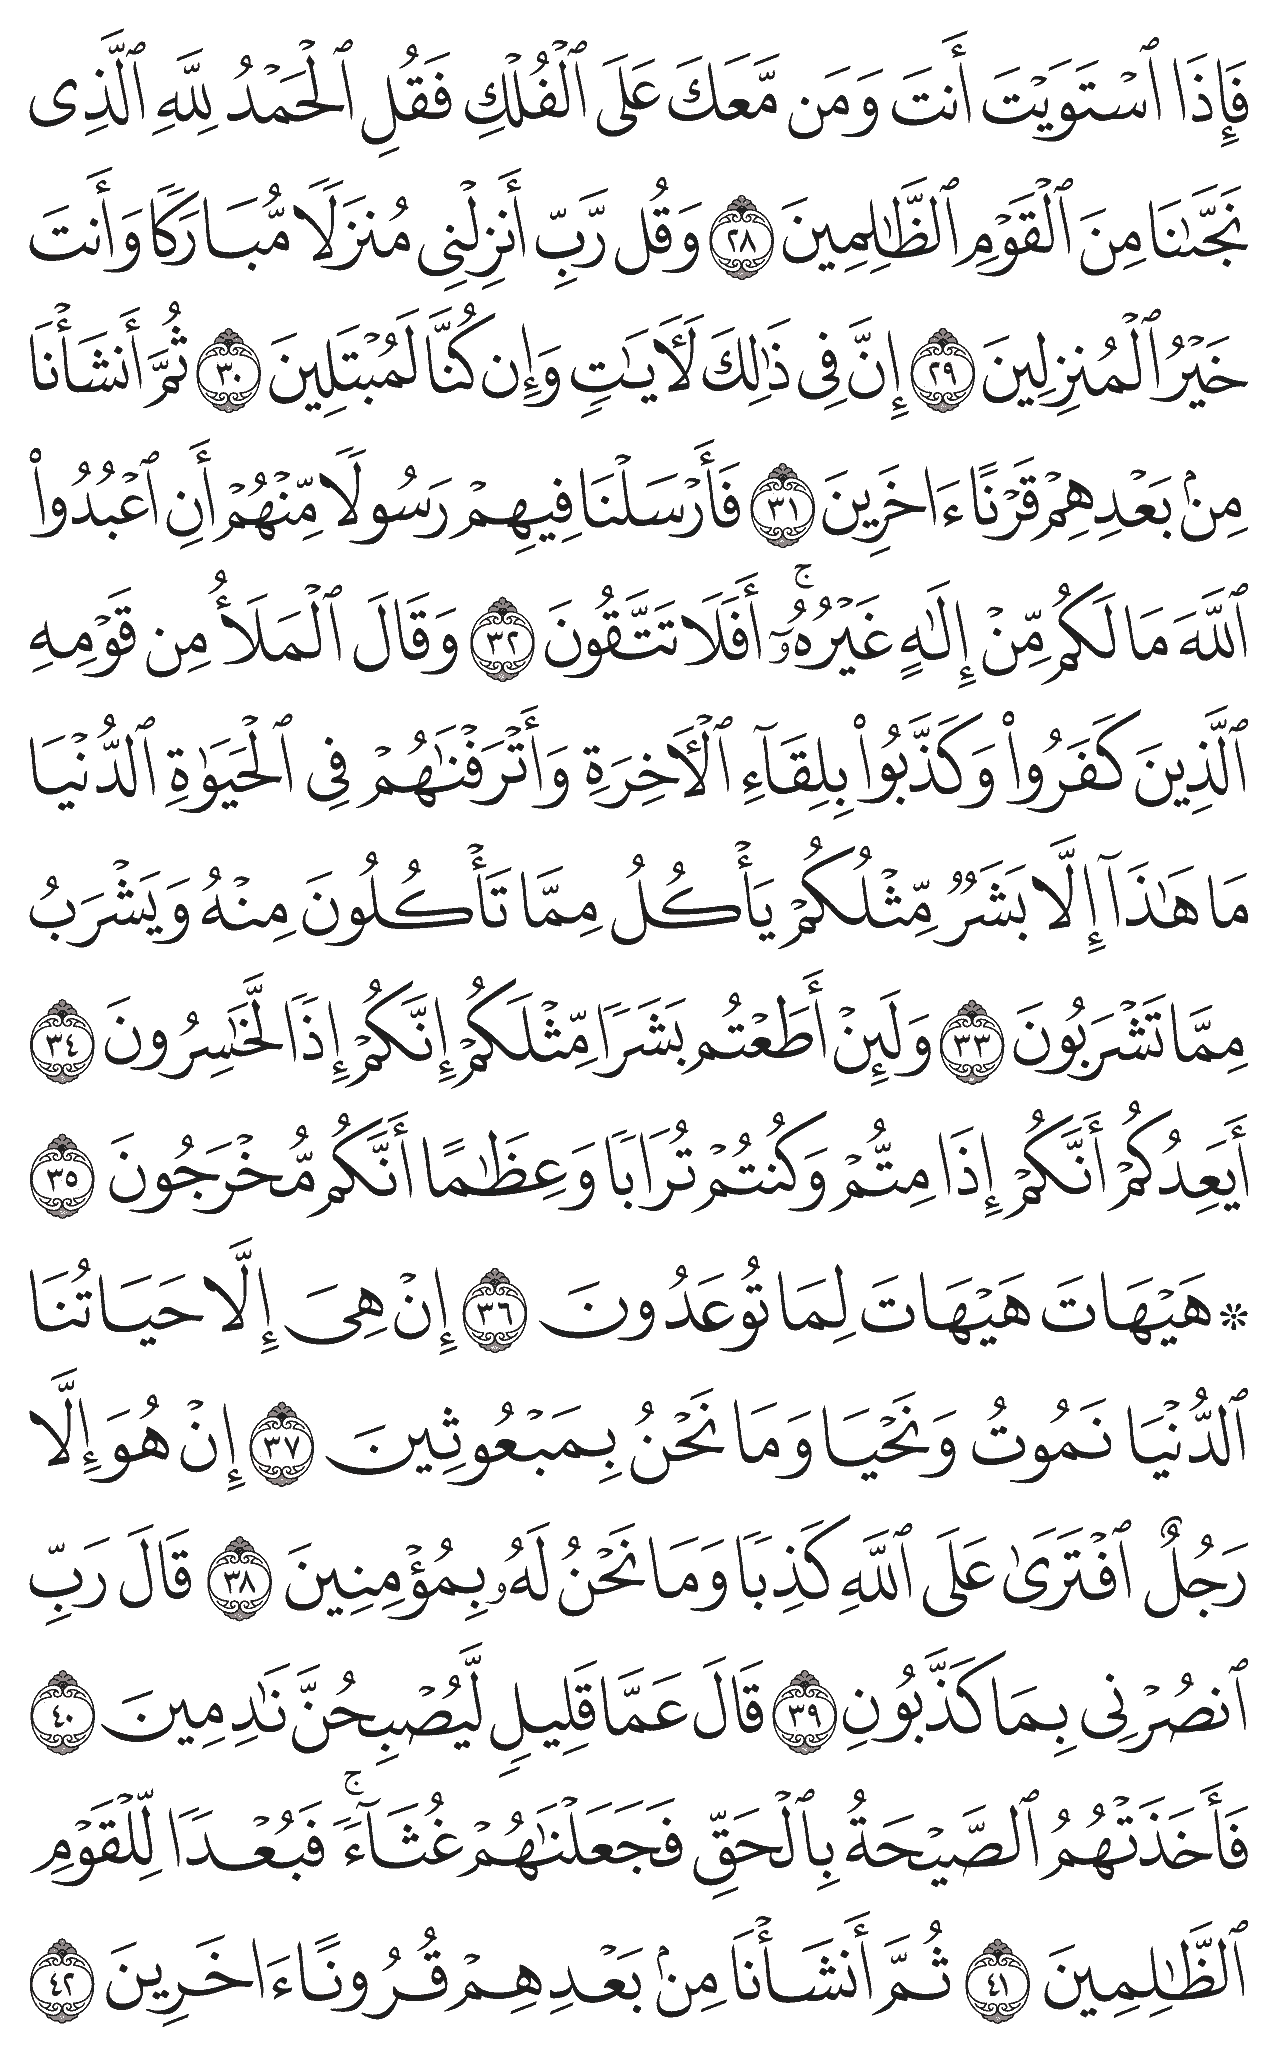 فَإِذَا ٱسْتَوَيْتَ أَنتَ وَمَن مَّعَكَ عَلَى ٱلْفُلْكِ فَقُلِ ٱلْحَمْدُ لِلَّهِ ٱلَّذِى
نَجَّىٰنَا مِنَ ٱلْقَوْمِ ٱلظَّٰلِمِينَ ٢٨ وَقُل رَّبِّ أَنزِلْنِى مُنزَلًا مُّبَارَكًا وَأَنتَ
خَيْرُ ٱلْمُنزِلِينَ ٢٩ إِنَّ فِى ذَٰلِكَ لَـَٔايَـٰتٍ وَإِن كُنَّا لَمُبْتَلِينَ ٣٠ ثُمَّ أَنشَأْنَا
مِنۢ بَعْدِهِمْ قَرْنًا ءَاخَرِينَ ٣١ فَأَرْسَلْنَا فِيهِمْ رَسُولًا مِّنْهُمْ أَنِ ٱعْبُدُوا۟
ٱللَّهَ مَا لَكُم مِّنْ إِلَـٰهٍ غَيْرُهُۥٓ ۚ أَفَلَا تَتَّقُونَ ٣٢ وَقَالَ ٱلْمَلَأُ مِن قَوْمِهِ
ٱلَّذِينَ كَفَرُوا۟ وَكَذَّبُوا۟ بِلِقَآءِ ٱلْـَٔاخِرَةِ وَأَتْرَفْنَـٰهُمْ فِى ٱلْحَيَوٰةِ ٱلدُّنْيَا
مَا هَـٰذَآ إِلَّا بَشَرٌ مِّثْلُكُمْ يَأْكُلُ مِمَّا تَأْكُلُونَ مِنْهُ وَيَشْرَبُ
مِمَّا تَشْرَبُونَ ٣٣ وَلَئِنْ أَطَعْتُم بَشَرًا مِّثْلَكُمْ إِنَّكُمْ إِذًا لَّخَـٰسِرُونَ ٣٤
أَيَعِدُكُمْ أَنَّكُمْ إِذَا مِتُّمْ وَكُنتُمْ تُرَابًا وَعِظَـٰمًا أَنَّكُم مُّخْرَجُونَ ٣٥
۞ هَيْهَاتَ هَيْهَاتَ لِمَا تُوعَدُونَ ٣٦ إِنْ هِىَ إِلَّا حَيَاتُنَا
ٱلدُّنْيَا نَمُوتُ وَنَحْيَا وَمَا نَحْنُ بِمَبْعُوثِينَ ٣٧ إِنْ هُوَ إِلَّا
رَجُلٌ ٱفْتَرَىٰ عَلَى ٱللَّهِ كَذِبًا وَمَا نَحْنُ لَهُۥ بِمُؤْمِنِينَ ٣٨ قَالَ رَبِّ
ٱنصُرْنِى بِمَا كَذَّبُونِ ٣٩ قَالَ عَمَّا قَلِيلٍ لَّيُصْبِحُنَّ نَـٰدِمِينَ ٤٠
فَأَخَذَتْهُمُ ٱلصَّيْحَةُ بِٱلْحَقِّ فَجَعَلْنَـٰهُمْ غُثَآءً ۚ فَبُعْدًا لِّلْقَوْمِ
ٱلظَّـٰلِمِينَ ٤١ ثُمَّ أَنشَأْنَا مِنۢ بَعْدِهِمْ قُرُونًا ءَاخَرِينَ ٤٢